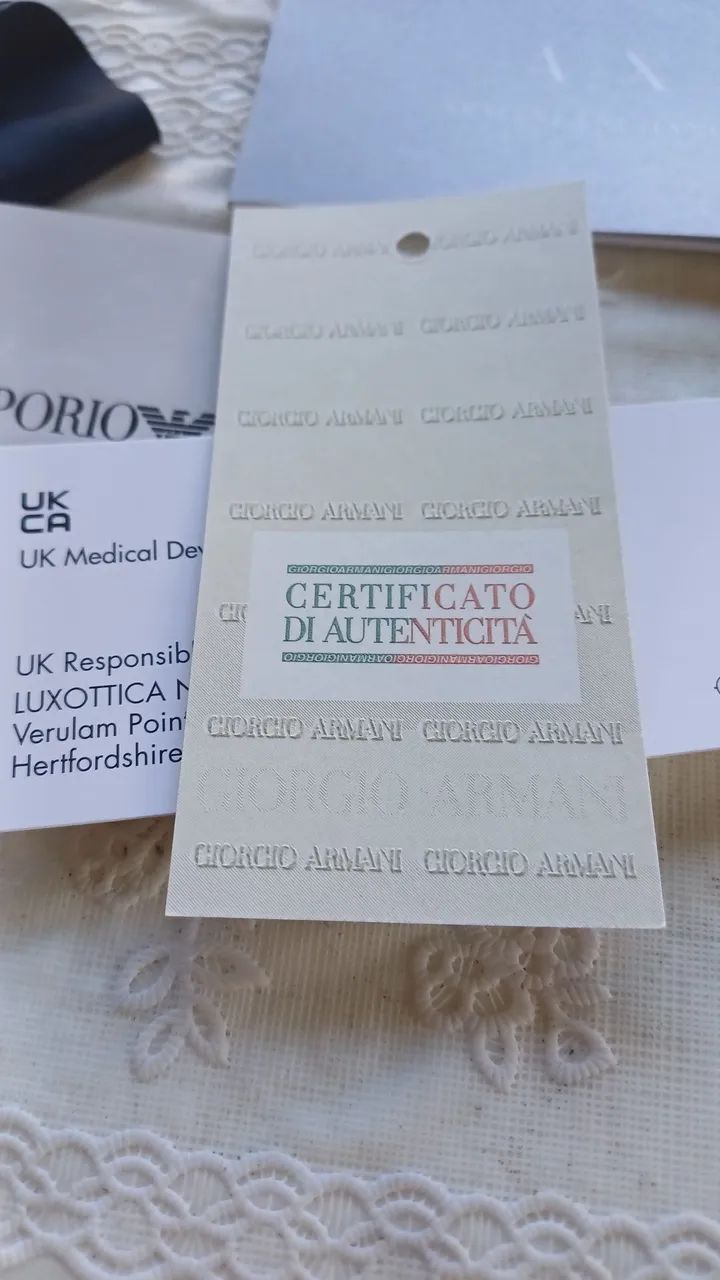 GIORGIO ARMANI GIORGIO ARMANI
GIORGIO ARMANI GIORGIO ARMANI
GIORGIO ARMANI GIORGIO ARMANI
GIORGIO ARMANI GIORGIO ARMANI
GIORGIOARMANIGIORGIOARMANIGIORGIO
CERTIFICATO
DI AUTENTICITÀ
GIORGIOARMANIGIORGIOARMANIGIORGIO
GIORGIO ARMANI GIORGIO ARMANI
GIORGIO ARMANI
GIORGIO ARMANI GIORGIO ARMANI
PORIO
UK
CA
UK Medical Dev
UK Responsib
LUXOTTICA N
Verulam Poin
Hertfordshire